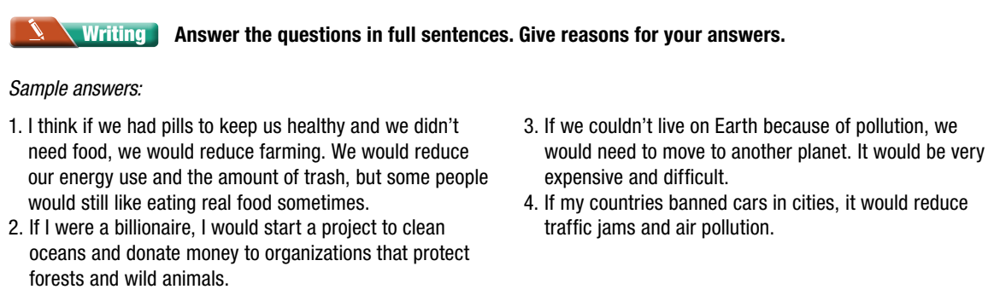 Writing Answer the questions in full sentences. Give reasons for your answers.
Sample answers:
1. I think if we had pills to keep us healthy and we didn’t
need food, we would reduce farming. We would reduce
our energy use and the amount of trash, but some people
would still like eating real food sometimes.
2. If I were a billionaire, I would start a project to clean
oceans and donate money to organizations that protect
forests and wild animals.
3. If we couldn’t live on Earth because of pollution, we
would need to move to another planet. It would be very
expensive and difficult.
4. If my countries banned cars in cities, it would reduce
traffic jams and air pollution.